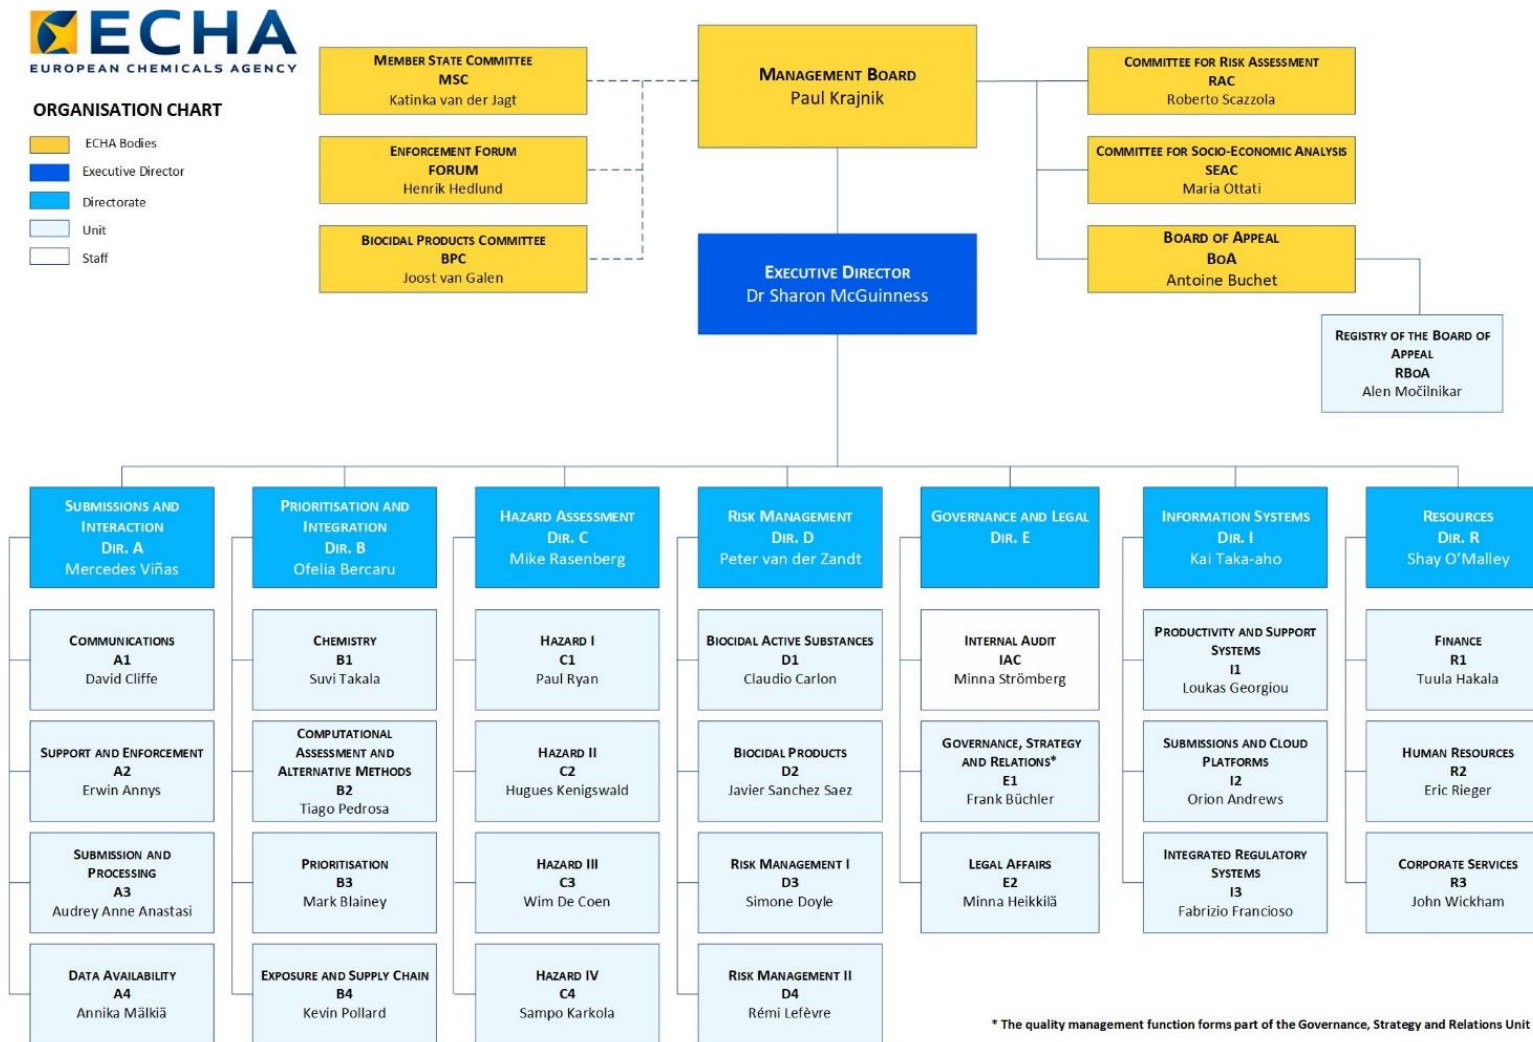 ECHA
EUROPEAN CHEMICALS AGENCY
ORGANISATION CHART
ECHA Bodies
Executive Director
Directorate
Unit
Staff
MEMBER STATE COMMITTEE
MSC
Katinka van der Jagt
ENFORCEMENT FORUM
FORUM
Henrik Hedlund
BIOCIDAL PRODUCTS COMMITTEE
BPC
Joost van Galen
MANAGEMENT BOARD
Paul Krajnik
EXECUTIVE DIRECTOR
Dr Sharon McGuinness
COMMITTEE FOR RISK ASSESSMENT
RAC
Roberto Scazzola
COMMITTEE FOR SOCIO-ECONOMIC ANALYSIS
SEAC
Maria Ottati
BOARD OF APPEAL
BOA
Antoine Buchet
REGISTRY OF THE BOARD OF
APPEAL
RBOA
Alen Močilnikar
SUBMISSIONS AND
INTERACTION
DIR. A
Mercedes Viñas
COMMUNICATIONS
A1
David Cliffe
SUPPORT AND ENFORCEMENT
A2
Erwin Annys
SUBMISSION AND
PROCESSING
A3
Audrey Anne Anastasi
DATA AVAILABILITY
A4
Annika Mälkiä
PRIORITISATION AND
INTEGRATION
DIR. B
Ofelia Bercaru
CHEMISTRY
B1
Suvi Takala
COMPUTATIONAL
ASSESSMENT AND
ALTERNATIVE METHODS
B2
Tiago Pedrosa
PRIORITISATION
B3
Mark Blainey
EXPOSURE AND SUPPLY CHAIN
B4
Kevin Pollard
HAZARD ASSESSMENT
DIR. C
Mike Rasenberg
HAZARD I
C1
Paul Ryan
HAZARD II
C2
Hugues Kenigswald
HAZARD III
C3
Wim De Coen
HAZARD IV
C4
Sampo Karkola
RISK MANAGEMENT
DIR. D
Peter van der Zandt
BIOCIDAL ACTIVE SUBSTANCES
D1
Claudio Carlon
BIOCIDAL PRODUCTS
D2
Javier Sanchez Saez
RISK MANAGEMENT I
D3
Simone Doyle
RISK MANAGEMENT II
D4
Rémi Lefèvre
GOVERNANCE AND LEGAL
DIR. E
INTERNAL AUDIT
IAC
Minna Strömberg
GOVERNANCE, STRATEGY
AND RELATIONS*
E1
Frank Büchler
LEGAL AFFAIRS
E2
Minna Heikkilä
INFORMATION SYSTEMS
DIR. I
Kai Taka-aho
PRODUCTIVITY AND SUPPORT
SYSTEMS
I1
Loukas Georgiou
SUBMISSIONS AND CLOUD
PLATFORMS
I2
Orion Andrews
INTEGRATED REGULATORY
SYSTEMS
I3
Fabrizio Francioso
RESOURCES
DIR. R
Shay O'Malley
FINANCE
R1
Tuula Hakala
HUMAN RESOURCES
R2
Eric Rieger
CORPORATE SERVICES
R3
John Wickham
* The quality management function forms part of the Governance, Strategy and Relations Unit